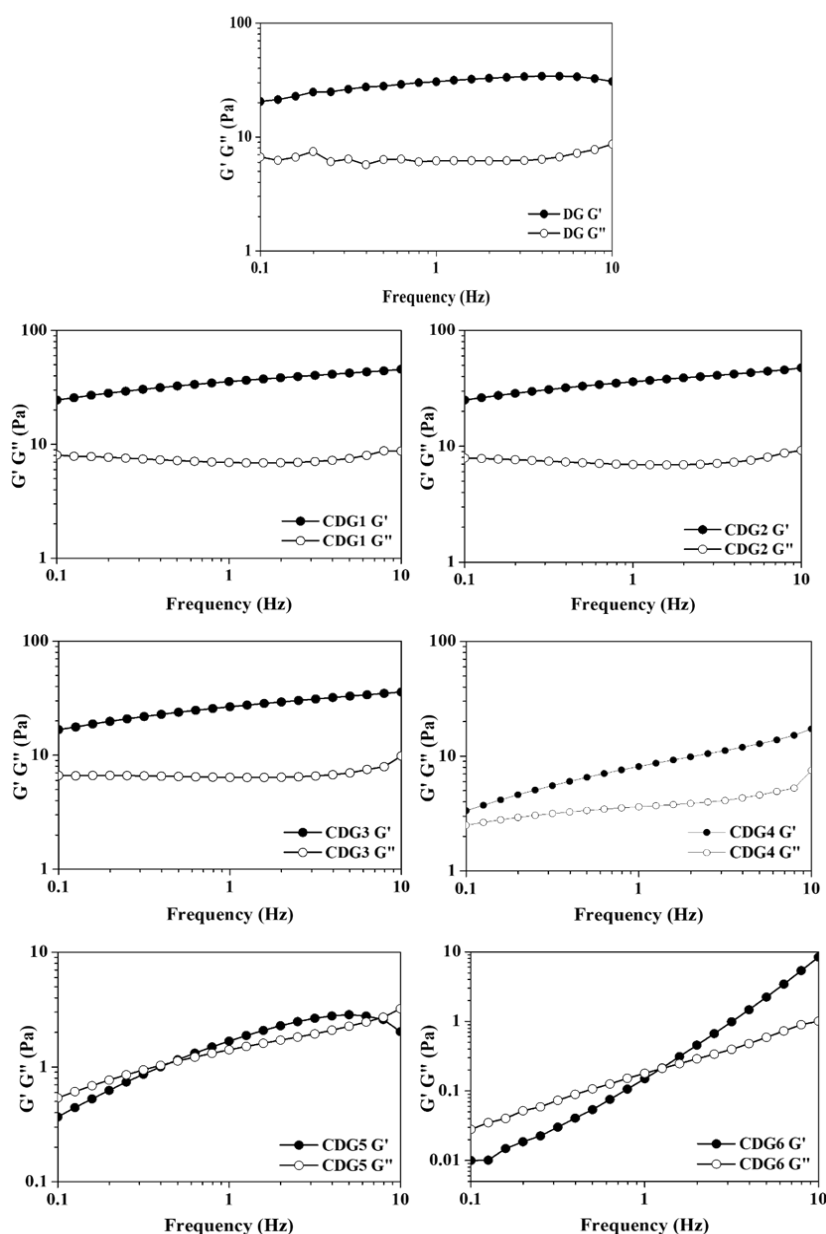 100
10
1
G' G" (Pa)
DG G'
DG G"
0.1 1 10
Frequency (Hz)
100
10
1
G' G" (Pa)
CDG1 G'
CDG1 G"
0.1 1 10
Frequency (Hz)
100
10
1
G' G" (Pa)
CDG2 G'
CDG2 G"
0.1 1 10
Frequency (Hz)
100
10
1
G' G" (Pa)
CDG3 G'
CDG3 G"
0.1 1 10
Frequency (Hz)
100
10
1
G' G" (Pa)
CDG4 G'
CDG4 G"
0.1 1 10
Frequency (Hz)
10
1
0.1
G' G" (Pa)
CDG5 G'
CDG5 G"
0.1 1 10
Frequency (Hz)
10
1
0.1
0.01
G' G" (Pa)
CDG6 G'
CDG6 G"
0.1 1 10
Frequency (Hz)